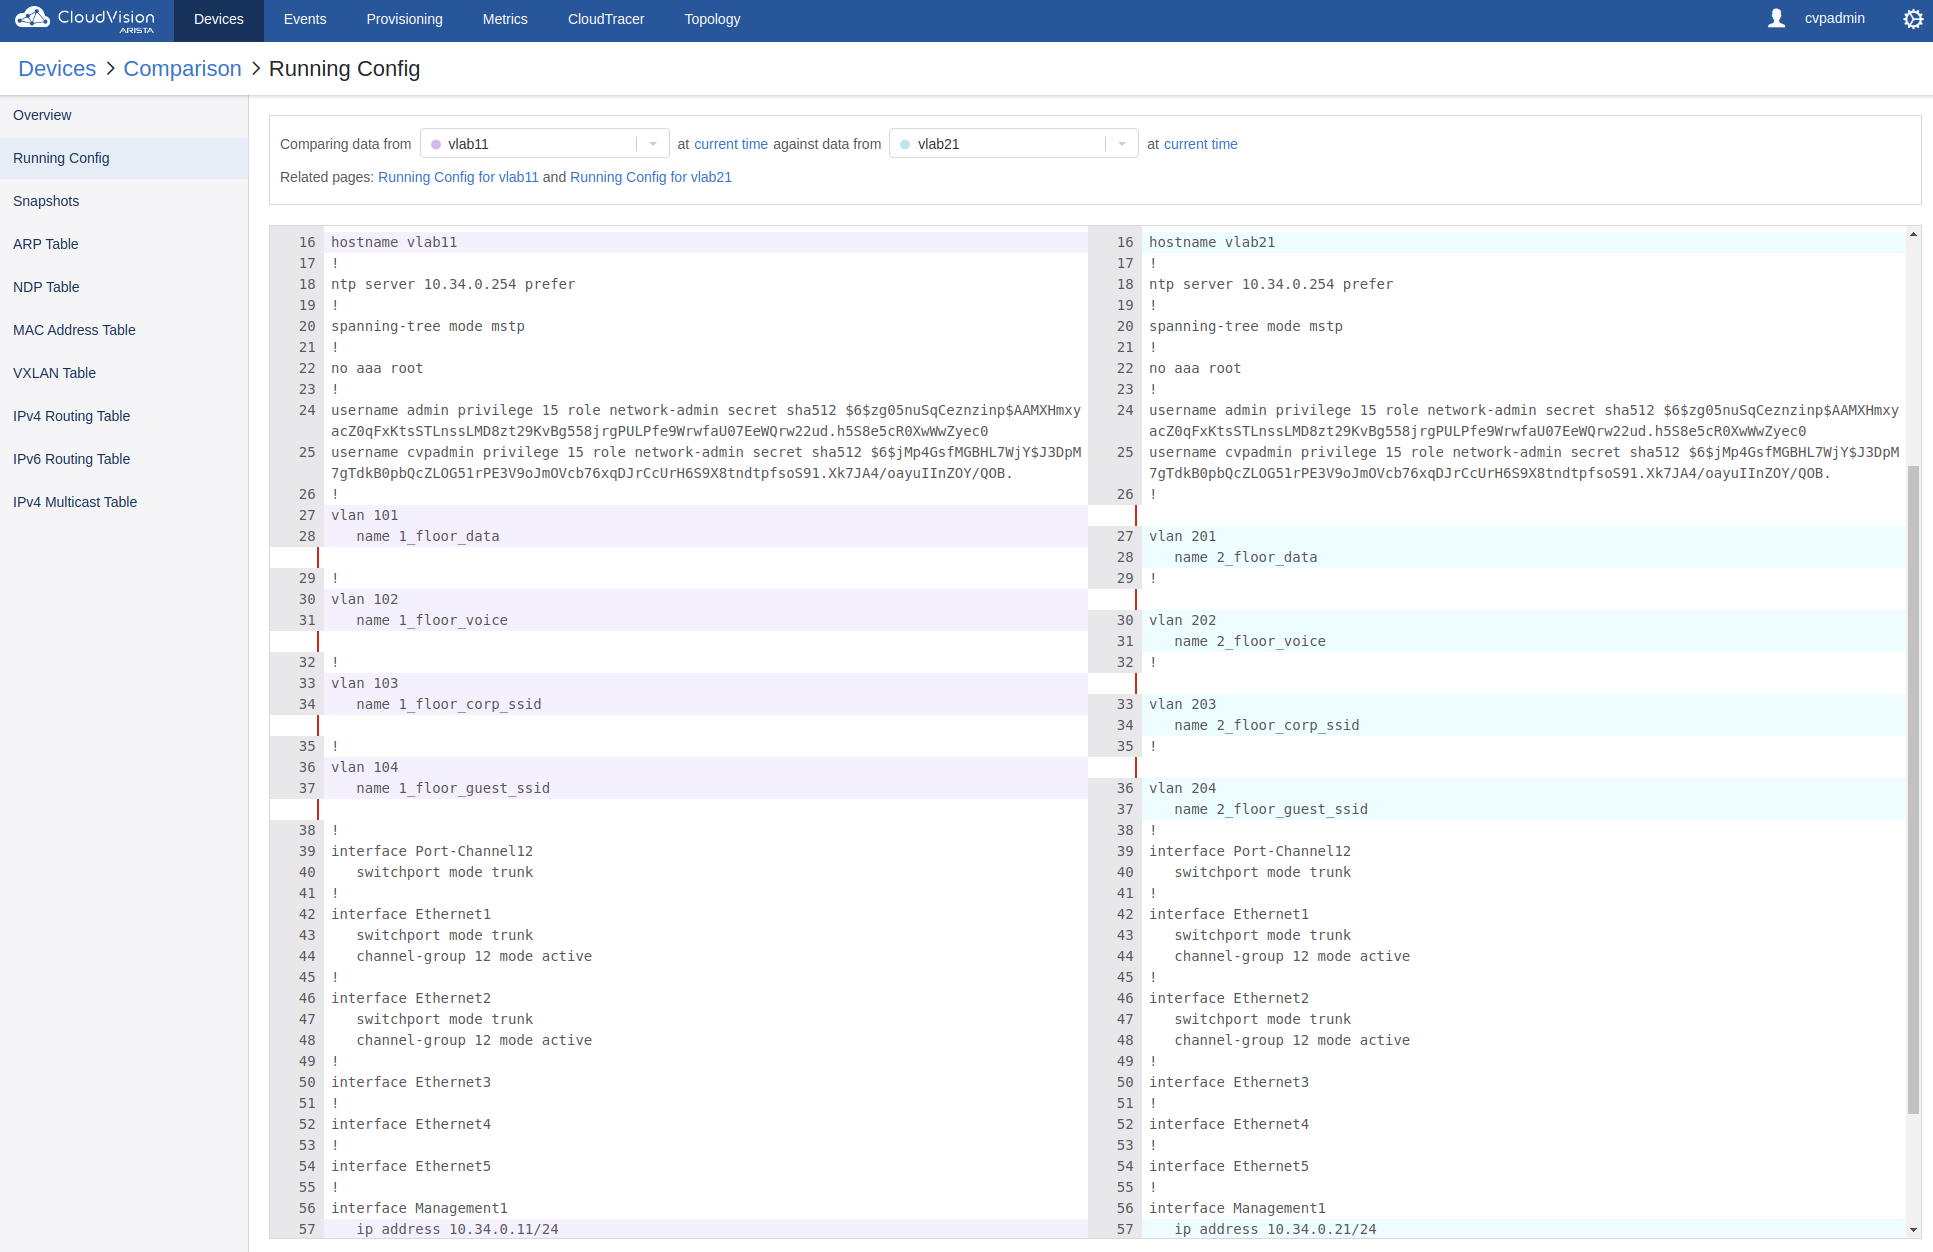 CloudVision
ARISTA
Devices Events Provisioning Metrics CloudTracer Topology cvpadmin
Devices > Comparison > Running Config
Overview
Running Config
Snapshots
ARP Table
NDP Table
MAC Address Table
VXLAN Table
IPv4 Routing Table
IPv6 Routing Table
IPv4 Multicast Table
Comparing data from vlab11 at current time against data from vlab21 at current time
Related pages: Running Config for vlab11 and Running Config for vlab21
16 hostname vlab11
17 !
18 ntp server 10.34.0.254 prefer
19 !
20 spanning-tree mode mstp
21 !
22 no aaa root
23 !
24 username admin privilege 15 role network-admin secret sha512 $6$zg05nuSqCeznzinp$AAMXHmxy
acZ0qFxKtsSTLnssLMD8zt29KvBg558jrgPULPfe9WrwfaU07EeWQrw22ud.h5S8e5cR0XwWwZyec0
25 username cvpadmin privilege 15 role network-admin secret sha512 $6$jMp4GsfMGBHL7WjY$J3DpM
7gTdkB0pbQcZLOG51rPE3V9oJmOVcb76xqDJrCcUrH6S9X8tndtpfsoS91.Xk7JA4/oayuIInZOY/QOB.
26 !
27 vlan 101
28 name 1_floor_data
29 !
30 vlan 102
31 name 1_floor_voice
32 !
33 vlan 103
34 name 1_floor_corp_ssid
35 !
36 vlan 104
37 name 1_floor_guest_ssid
38 !
39 interface Port-Channel12
40 switchport mode trunk
41 !
42 interface Ethernet1
43 switchport mode trunk
44 channel-group 12 mode active
45 !
46 interface Ethernet2
47 switchport mode trunk
48 channel-group 12 mode active
49 !
50 interface Ethernet3
51 !
52 interface Ethernet4
53 !
54 interface Ethernet5
55 !
56 interface Management1
57 ip address 10.34.0.11/24
16 hostname vlab21
17 !
18 ntp server 10.34.0.254 prefer
19 !
20 spanning-tree mode mstp
21 !
22 no aaa root
23 !
24 username admin privilege 15 role network-admin secret sha512 $6$zg05nuSqCeznzinp$AAMXHmxy
acZ0qFxKtsSTLnssLMD8zt29KvBg558jrgPULPfe9WrwfaU07EeWQrw22ud.h5S8e5cR0XwWwZyec0
25 username cvpadmin privilege 15 role network-admin secret sha512 $6$jMp4GsfMGBHL7WjY$J3DpM
7gTdkB0pbQcZLOG51rPE3V9oJmOVcb76xqDJrCcUrH6S9X8tndtpfsoS91.Xk7JA4/oayuIInZOY/QOB.
26 !
27 vlan 201
28 name 2_floor_data
29 !
30 vlan 202
31 name 2_floor_voice
32 !
33 vlan 203
34 name 2_floor_corp_ssid
35 !
36 vlan 204
37 name 2_floor_guest_ssid
38 !
39 interface Port-Channel12
40 switchport mode trunk
41 !
42 interface Ethernet1
43 switchport mode trunk
44 channel-group 12 mode active
45 !
46 interface Ethernet2
47 switchport mode trunk
48 channel-group 12 mode active
49 !
50 interface Ethernet3
51 !
52 interface Ethernet4
53 !
54 interface Ethernet5
55 !
56 interface Management1
57 ip address 10.34.0.21/24